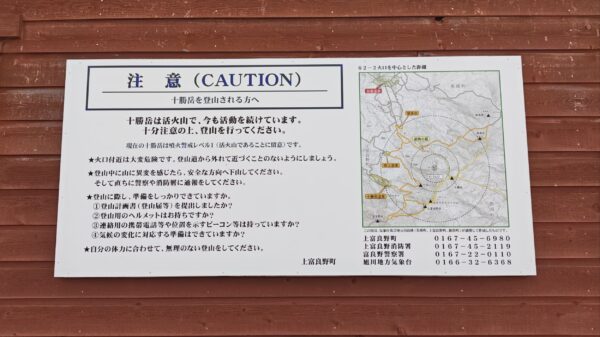 注 意 (CAUTION)
十勝岳を登山される方へ
十勝岳は活火山で、今も活動を続けています。
十分注意の上、登山を行ってください。
現在の十勝岳は噴火警戒レベル1(活火山であることに留意)です。
★火口付近は大変危険です。登山道から外れて近づくことのないようにしましょう。
★登山中に山に異変を感じたら、安全な方向へ下山してください。
そして直ちに警察や消防署に通報をしてください。
★登山に際し、準備をしっかりできていますか。
①登山計画書(登山届等)を提出しましたか?
②登山用のヘルメットはお持ちですか?
③連絡用の携帯電話等や位置を示すビーコン等は持っていますか?
④気候の変化に対応する準備はできていますか?
★自分の体力に合わせて、無理のない登山をしてください。
上富良野町
62-2火口を中心とした距離
上富良野町 0167-45-6980
上富良野消防署 0167-45-2119
富良野警察署 0167-22-0110
旭川地方気象台 0166-32-6368